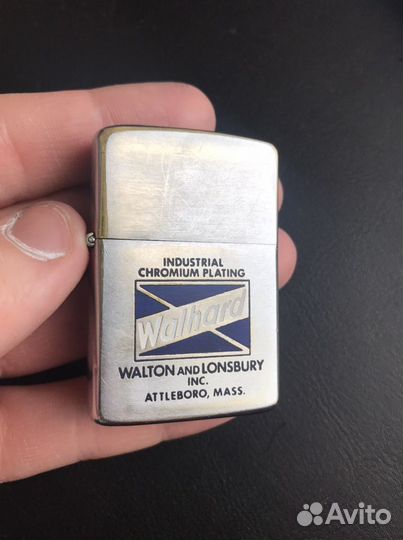 INDUSTRIAL
CHROMIUM PLATING
Walhard
WALTON AND LONSBURY
INC.
ATTLEBORO, MASS.
Avito